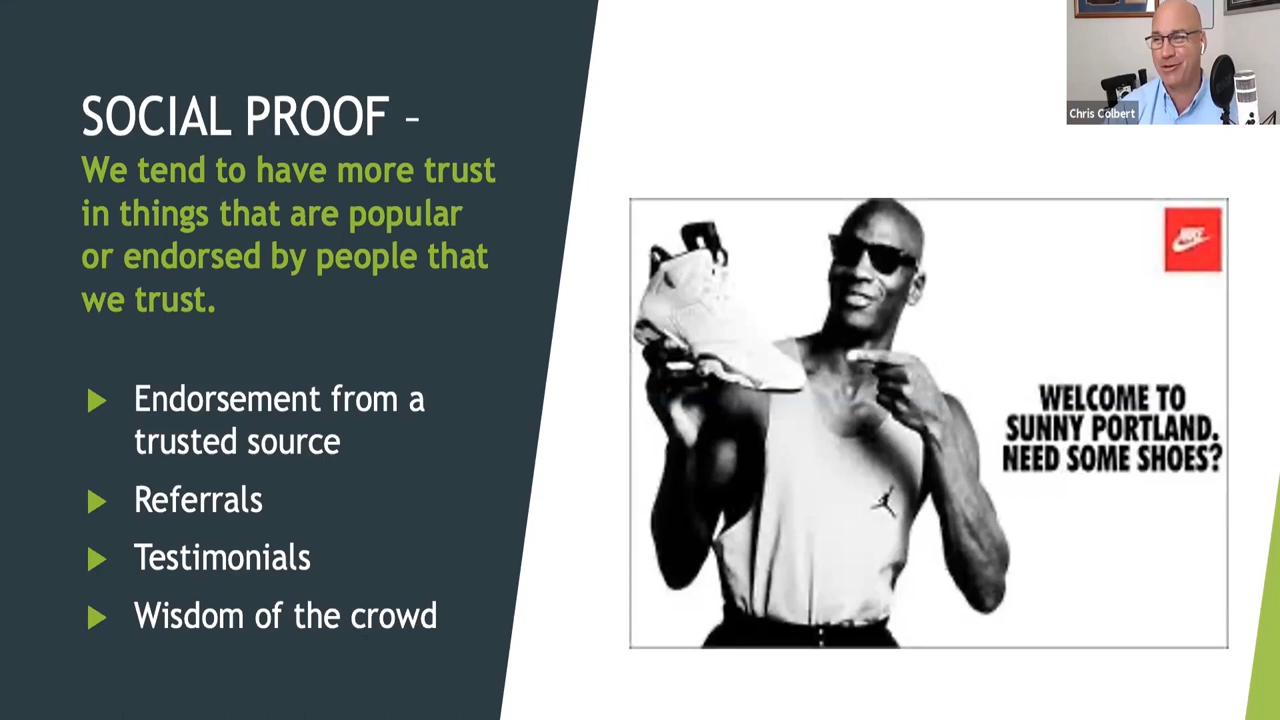 SOCIAL PROOF –
We tend to have more trust
in things that are popular
or endorsed by people that
we trust.
Endorsement from a
trusted source
Referrals
Testimonials
Wisdom of the crowd
Chris Colbert
NIKE
WELCOME TO
SUNNY PORTLAND.
NEED SOME SHOES?